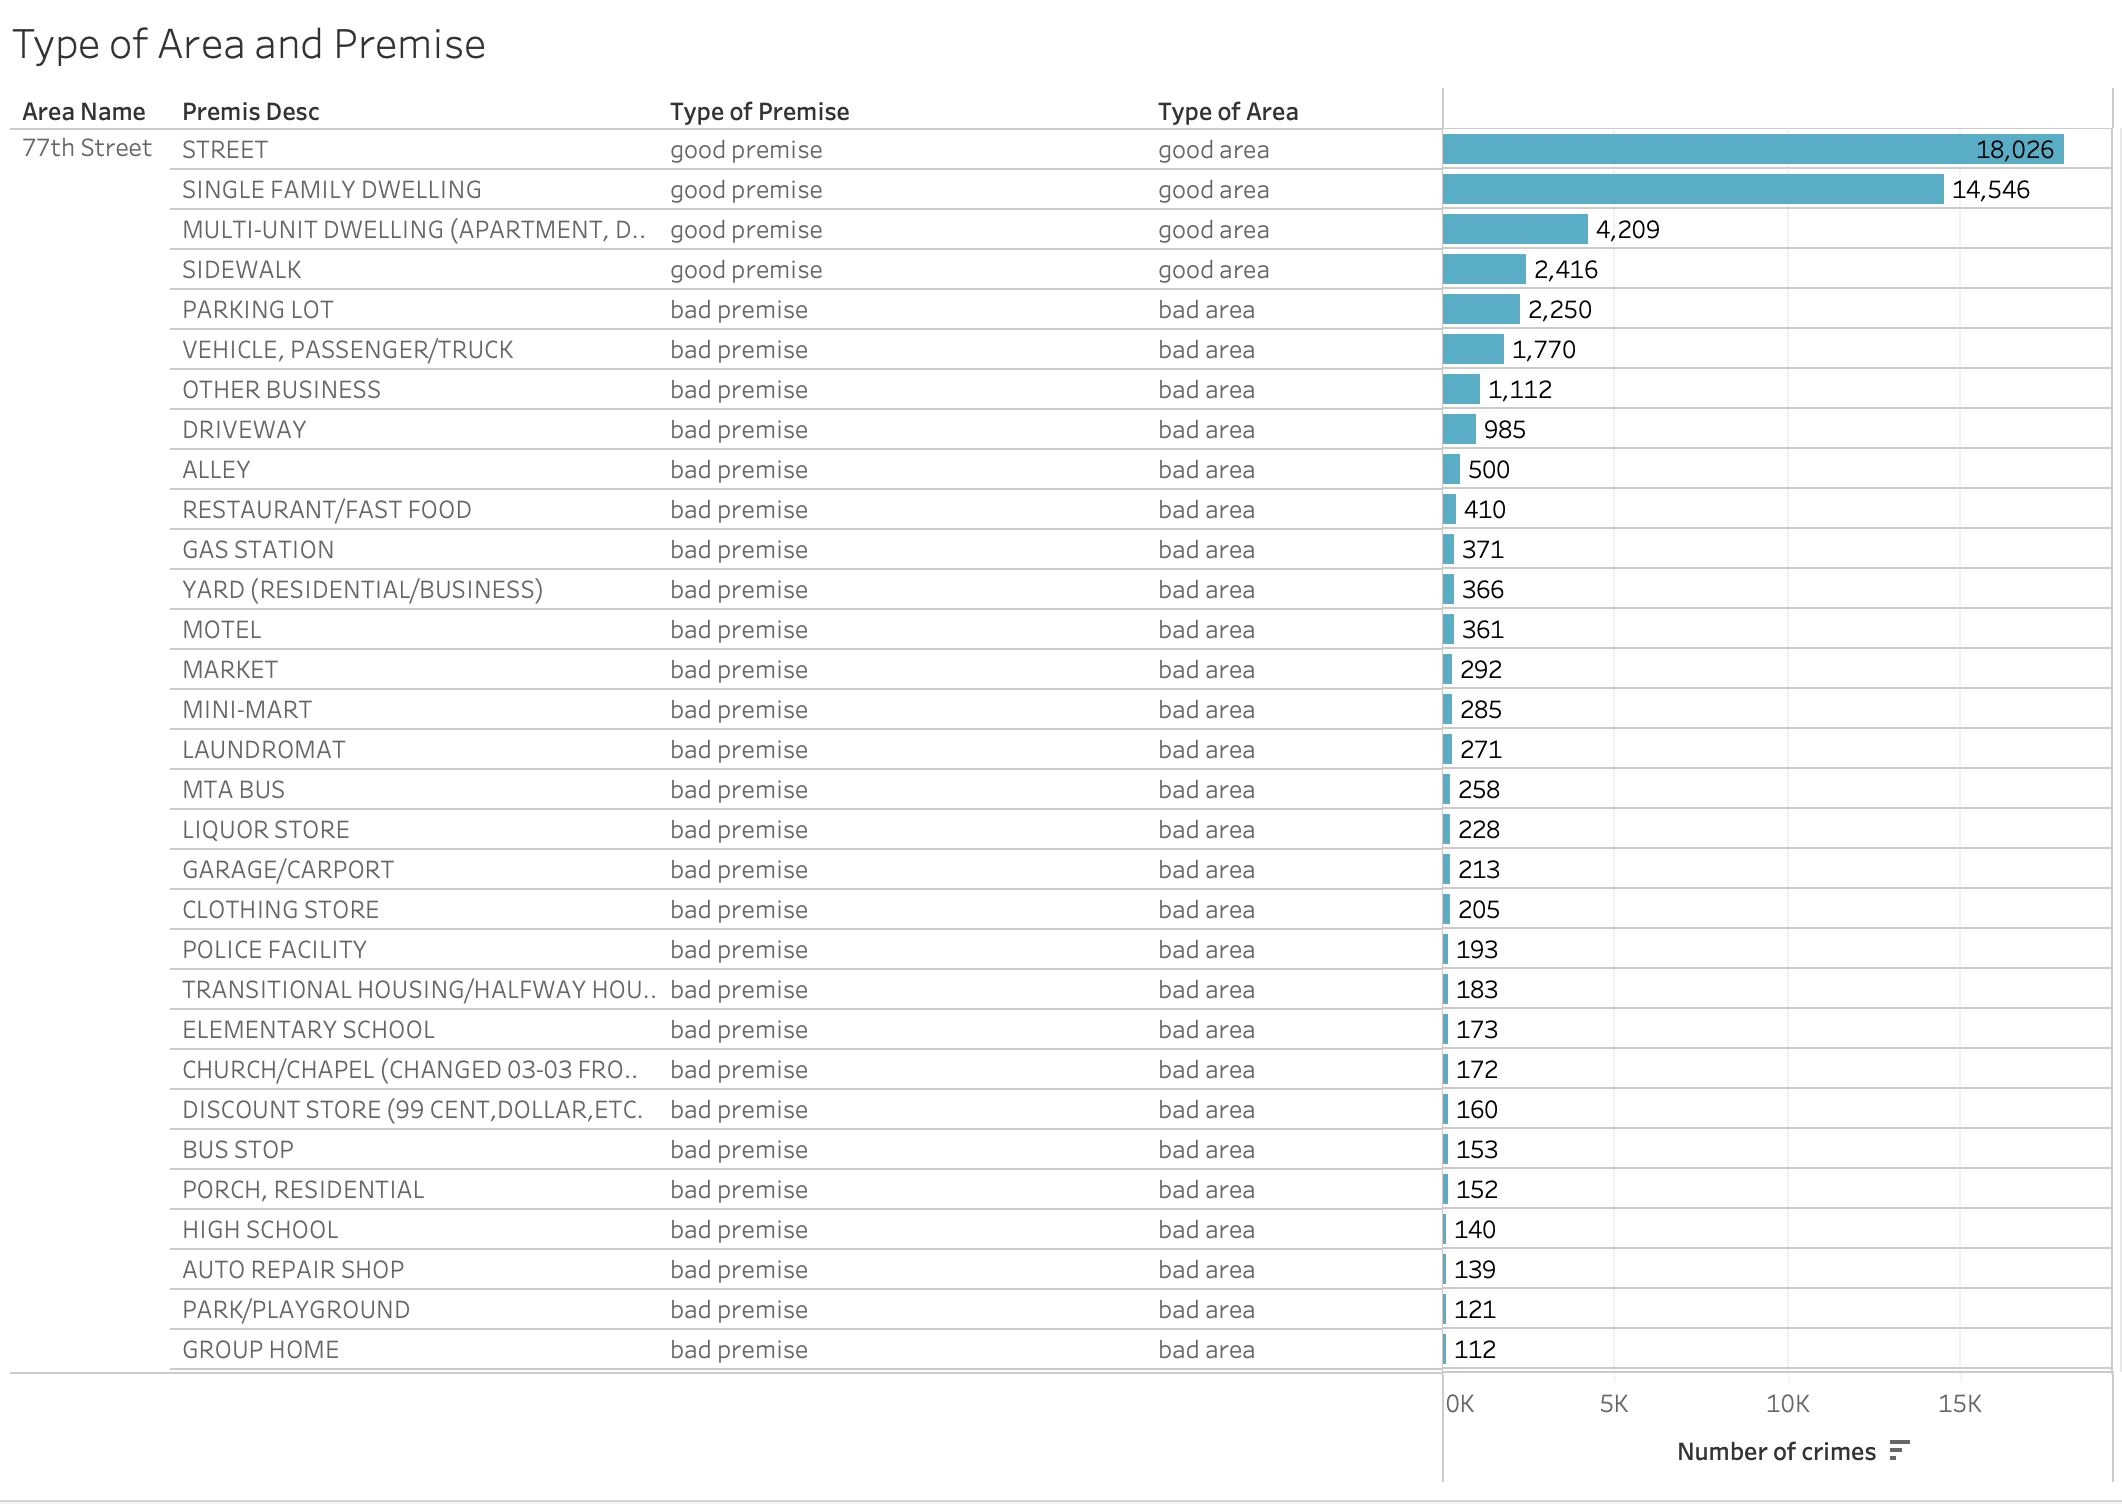 Type of Area and Premise
Area Name Premis Desc Type of Premise Type of Area
77th Street STREET good premise good area 18,026
SINGLE FAMILY DWELLING good premise good area 14,546
MULTI-UNIT DWELLING (APARTMENT, D.. good premise good area 4,209
SIDEWALK good premise good area 2,416
PARKING LOT bad premise bad area 2,250
VEHICLE, PASSENGER/TRUCK bad premise bad area 1,770
OTHER BUSINESS bad premise bad area 1,112
DRIVEWAY bad premise bad area 985
ALLEY bad premise bad area 500
RESTAURANT/FAST FOOD bad premise bad area 410
GAS STATION bad premise bad area 371
YARD (RESIDENTIAL/BUSINESS) bad premise bad area 366
MOTEL bad premise bad area 361
MARKET bad premise bad area 292
MINI-MART bad premise bad area 285
LAUNDROMAT bad premise bad area 271
MTA BUS bad premise bad area 258
LIQUOR STORE bad premise bad area 228
GARAGE/CARPORT bad premise bad area 213
CLOTHING STORE bad premise bad area 205
POLICE FACILITY bad premise bad area 193
TRANSITIONAL HOUSING/HALFWAY HOU.. bad premise bad area 183
ELEMENTARY SCHOOL bad premise bad area 173
CHURCH/CHAPEL (CHANGED 03-03 FRO.. bad premise bad area 172
DISCOUNT STORE (99 CENT,DOLLAR,ETC. bad premise bad area 160
BUS STOP bad premise bad area 153
PORCH, RESIDENTIAL bad premise bad area 152
HIGH SCHOOL bad premise bad area 140
AUTO REPAIR SHOP bad premise bad area 139
PARK/PLAYGROUND bad premise bad area 121
GROUP HOME bad premise bad area 112
0K 5K 10K 15K
Number of crimes